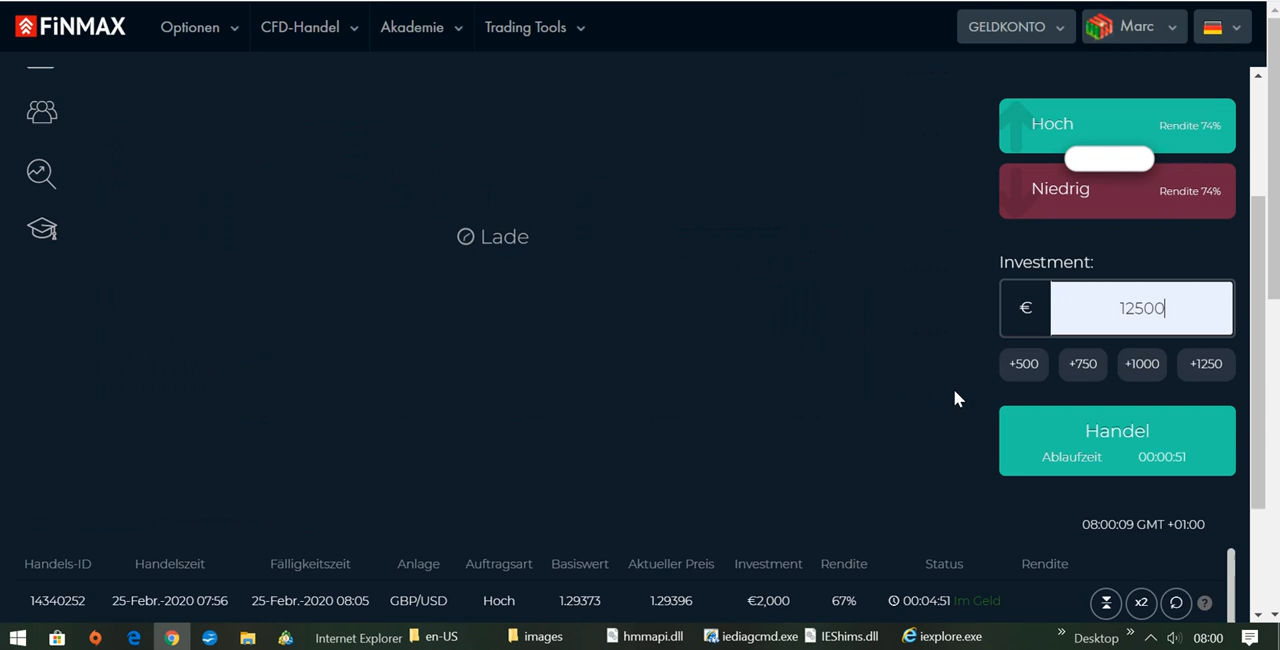 FiNMAX Optionen CFD-Handel Akademie Trading Tools GELDKONTO Marc
Hoch Rendite 74%
Niedrig Rendite 74%
Lade
Investment:
€ 12500
+500 +750 +1000 +1250
Handel
Ablaufzeit 00:00:51
08:00:09 GMT +01:00
Handels-ID Handelszeit Fälligkeitszeit Anlage Auftragsart Basiswert Aktueller Preis Investment Rendite Status Rendite
14340252 25-Febr.-2020 07:56 25-Febr.-2020 08:05 GBP/USD Hoch 1.29373 1.29396 €2,000 67% 00:04:51 Im Geld x2 ?
Internet Explorer en-US images hmmapi.dll iediagcmd.exe IEShims.dll iexplore.exe » Desktop » 08:00